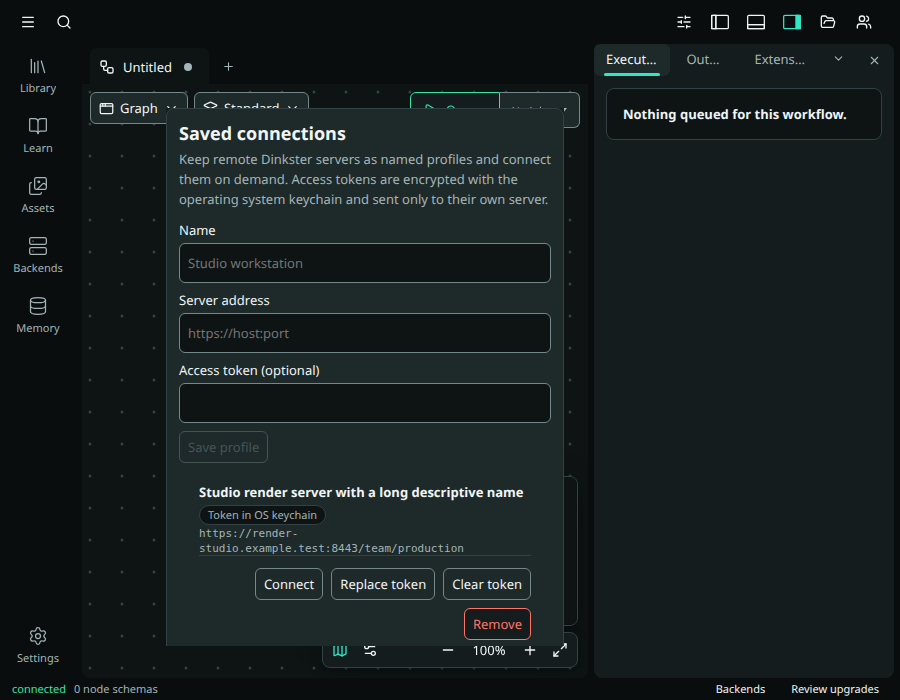 Untitled
Execut...
Out...
Extens...
Library
Learn
Assets
Backends
Memory
Settings
Graph
Standard
Nothing queued for this workflow.
Saved connections
Keep remote Dinkster servers as named profiles and connect
them on demand. Access tokens are encrypted with the
operating system keychain and sent only to their own server.
Name
Studio workstation
Server address
https://host:port
Access token (optional)
Save profile
Studio render server with a long descriptive name
Token in OS keychain
https://render-
studio.example.test:8443/team/production
Connect
Replace token
Clear token
Remove
100%
connected
0 node schemas
Backends
Review upgrades